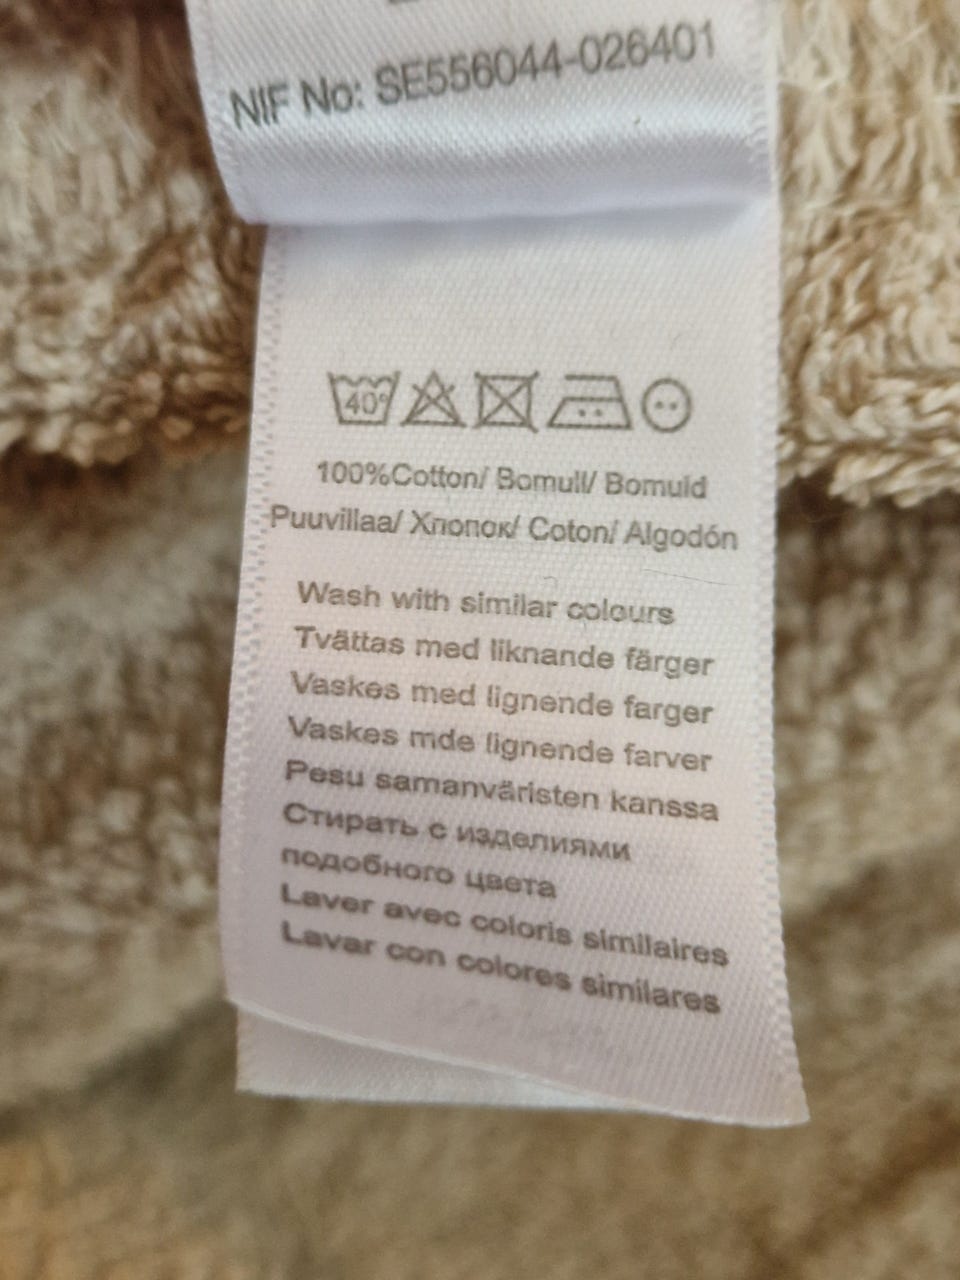 NIF No: SE556044-026401
40°
100%Cotton/ Bomull/ Bomuld
Puuvillaa/ Хлопок/ Coton/ Algodón
Wash with similar colours
Tvättas med liknande färger
Vaskes med lignende farger
Vaskes mde lignende farver
Pesu samanväristen kanssa
Стирать с изделиями
подобного цвета
Laver avec coloris similaires
Lavar con colores similares